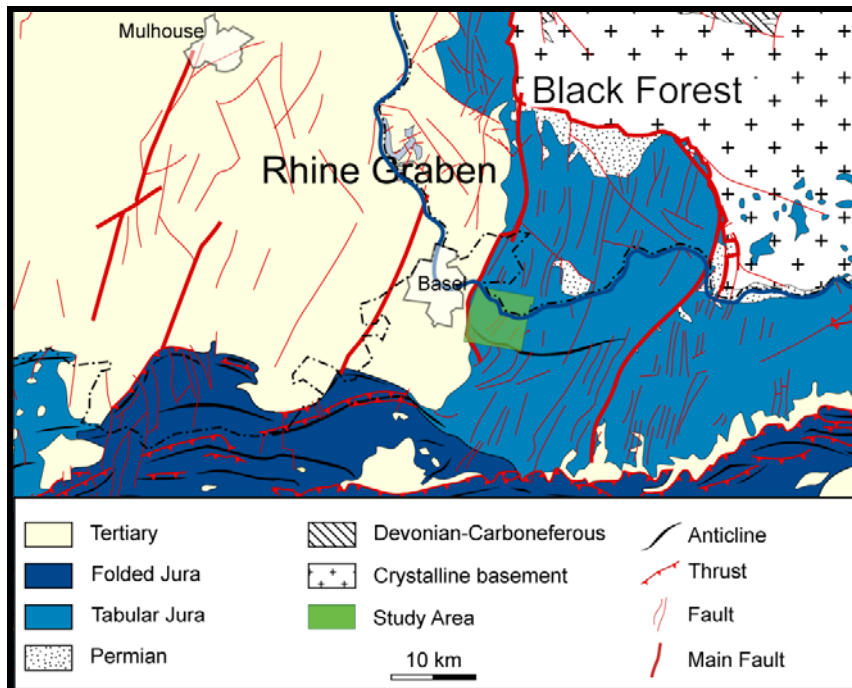 Mulhouse
Black Forest
Rhine Graben
Basel
Tertiary
Folded Jura
Tabular Jura
Permian
Devonian-Carboneferous
Crystalline basement
Study Area
10 km
Anticline
Thrust
Fault
Main Fault